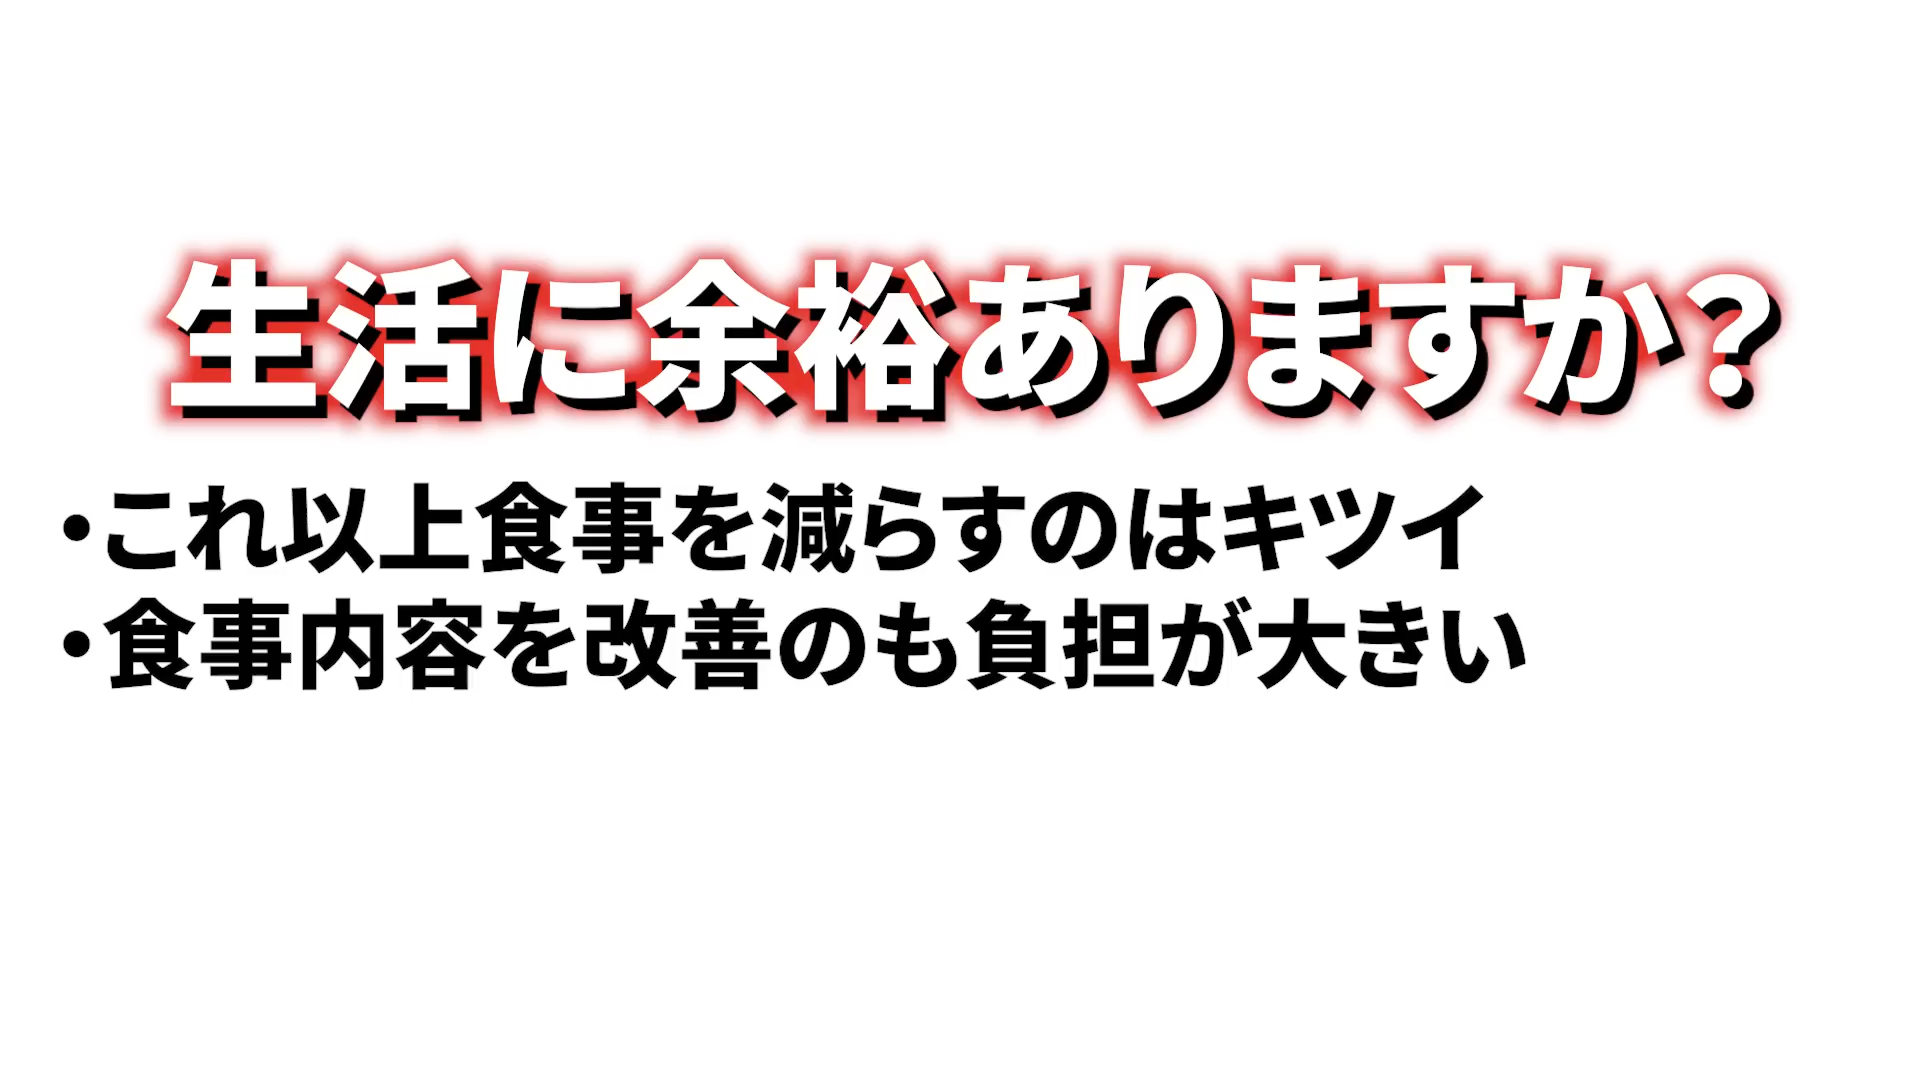 生活に余裕ありますか？
・これ以上食事を減らすのはキツイ
・食事内容を改善のも負担が大きい